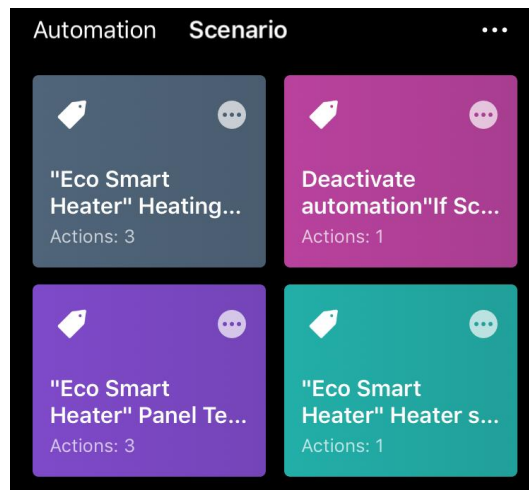 Automation Scenario
"Eco Smart
Heater" Heating...
Actions: 3
Deactivate
automation"If Sc...
Actions: 1
"Eco Smart
Heater" Panel Te...
Actions: 3
"Eco Smart
Heater" Heater s...
Actions: 1